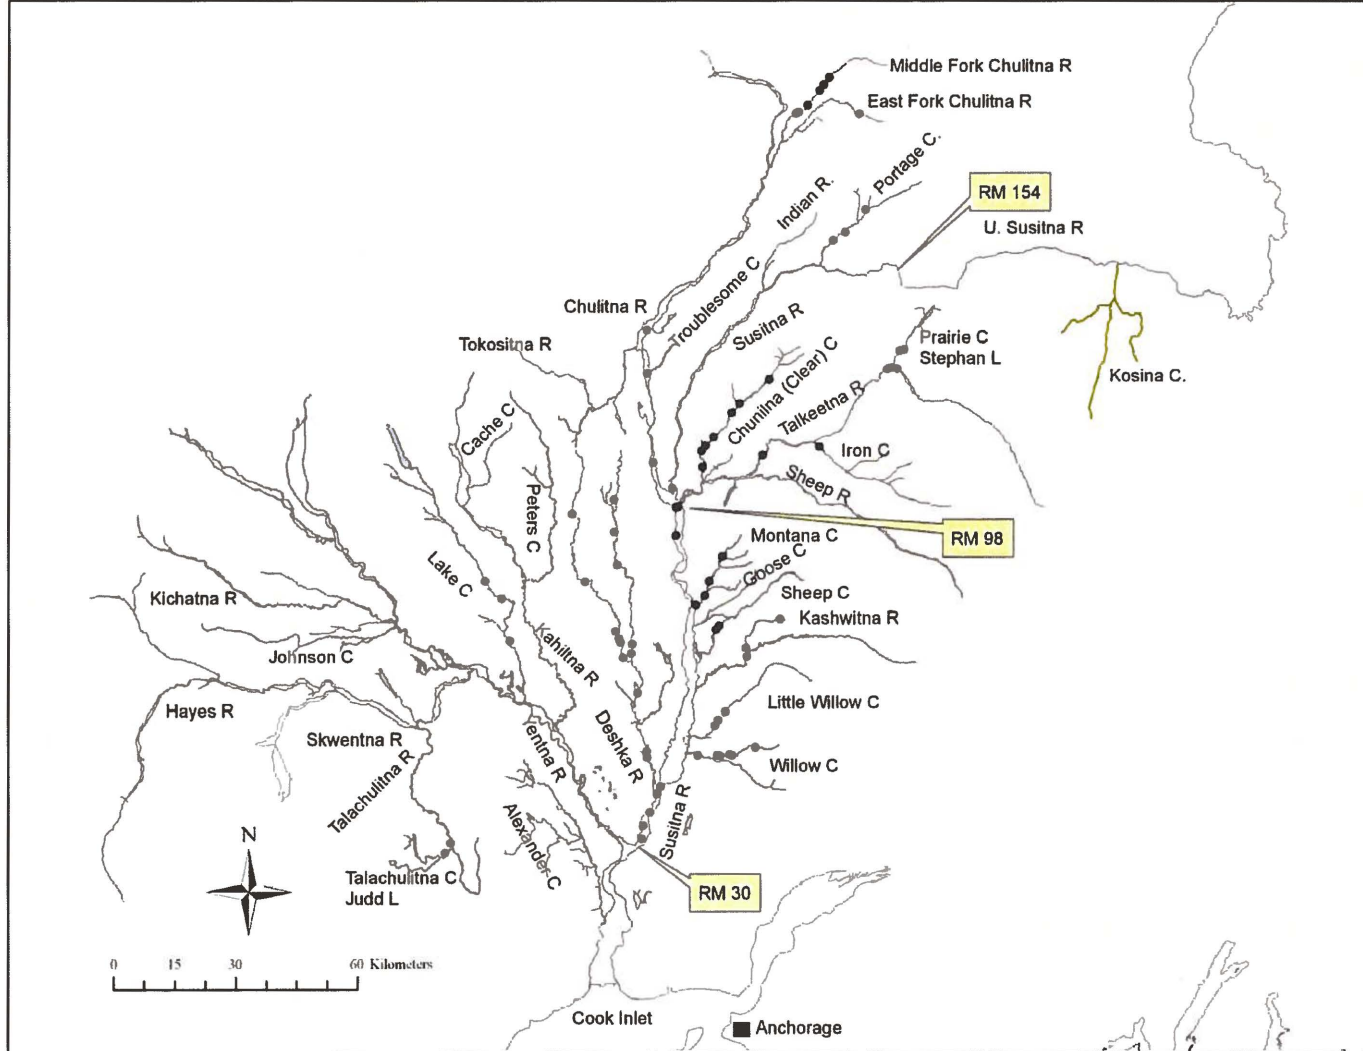 Middle Fork Chulitna R
East Fork Chulitna R
Portage C.
Indian R.
RM 154
U. Susitna R
Troublesome C
Chulitna R
Susitna R
Tokositna R
Prairie C
Stephan L
Kosina C.
Chunilna (Clear) C
Talkeetna R
Cache C
Iron C
Sheep R
Peters C
RM 98
Montana C
Goose C
Lake C
Sheep C
Kichatna R
Kashwitna R
Johnson C
Kahiltna R
Hayes R
Little Willow C
Skwentna R
Deshka R
Yentna R
Willow C
Talachulitna R
Alexander C
Susitna R
N
Talachulitna C
Judd L
RM 30
0 15 30 60 Kilometers
Cook Inlet
Anchorage